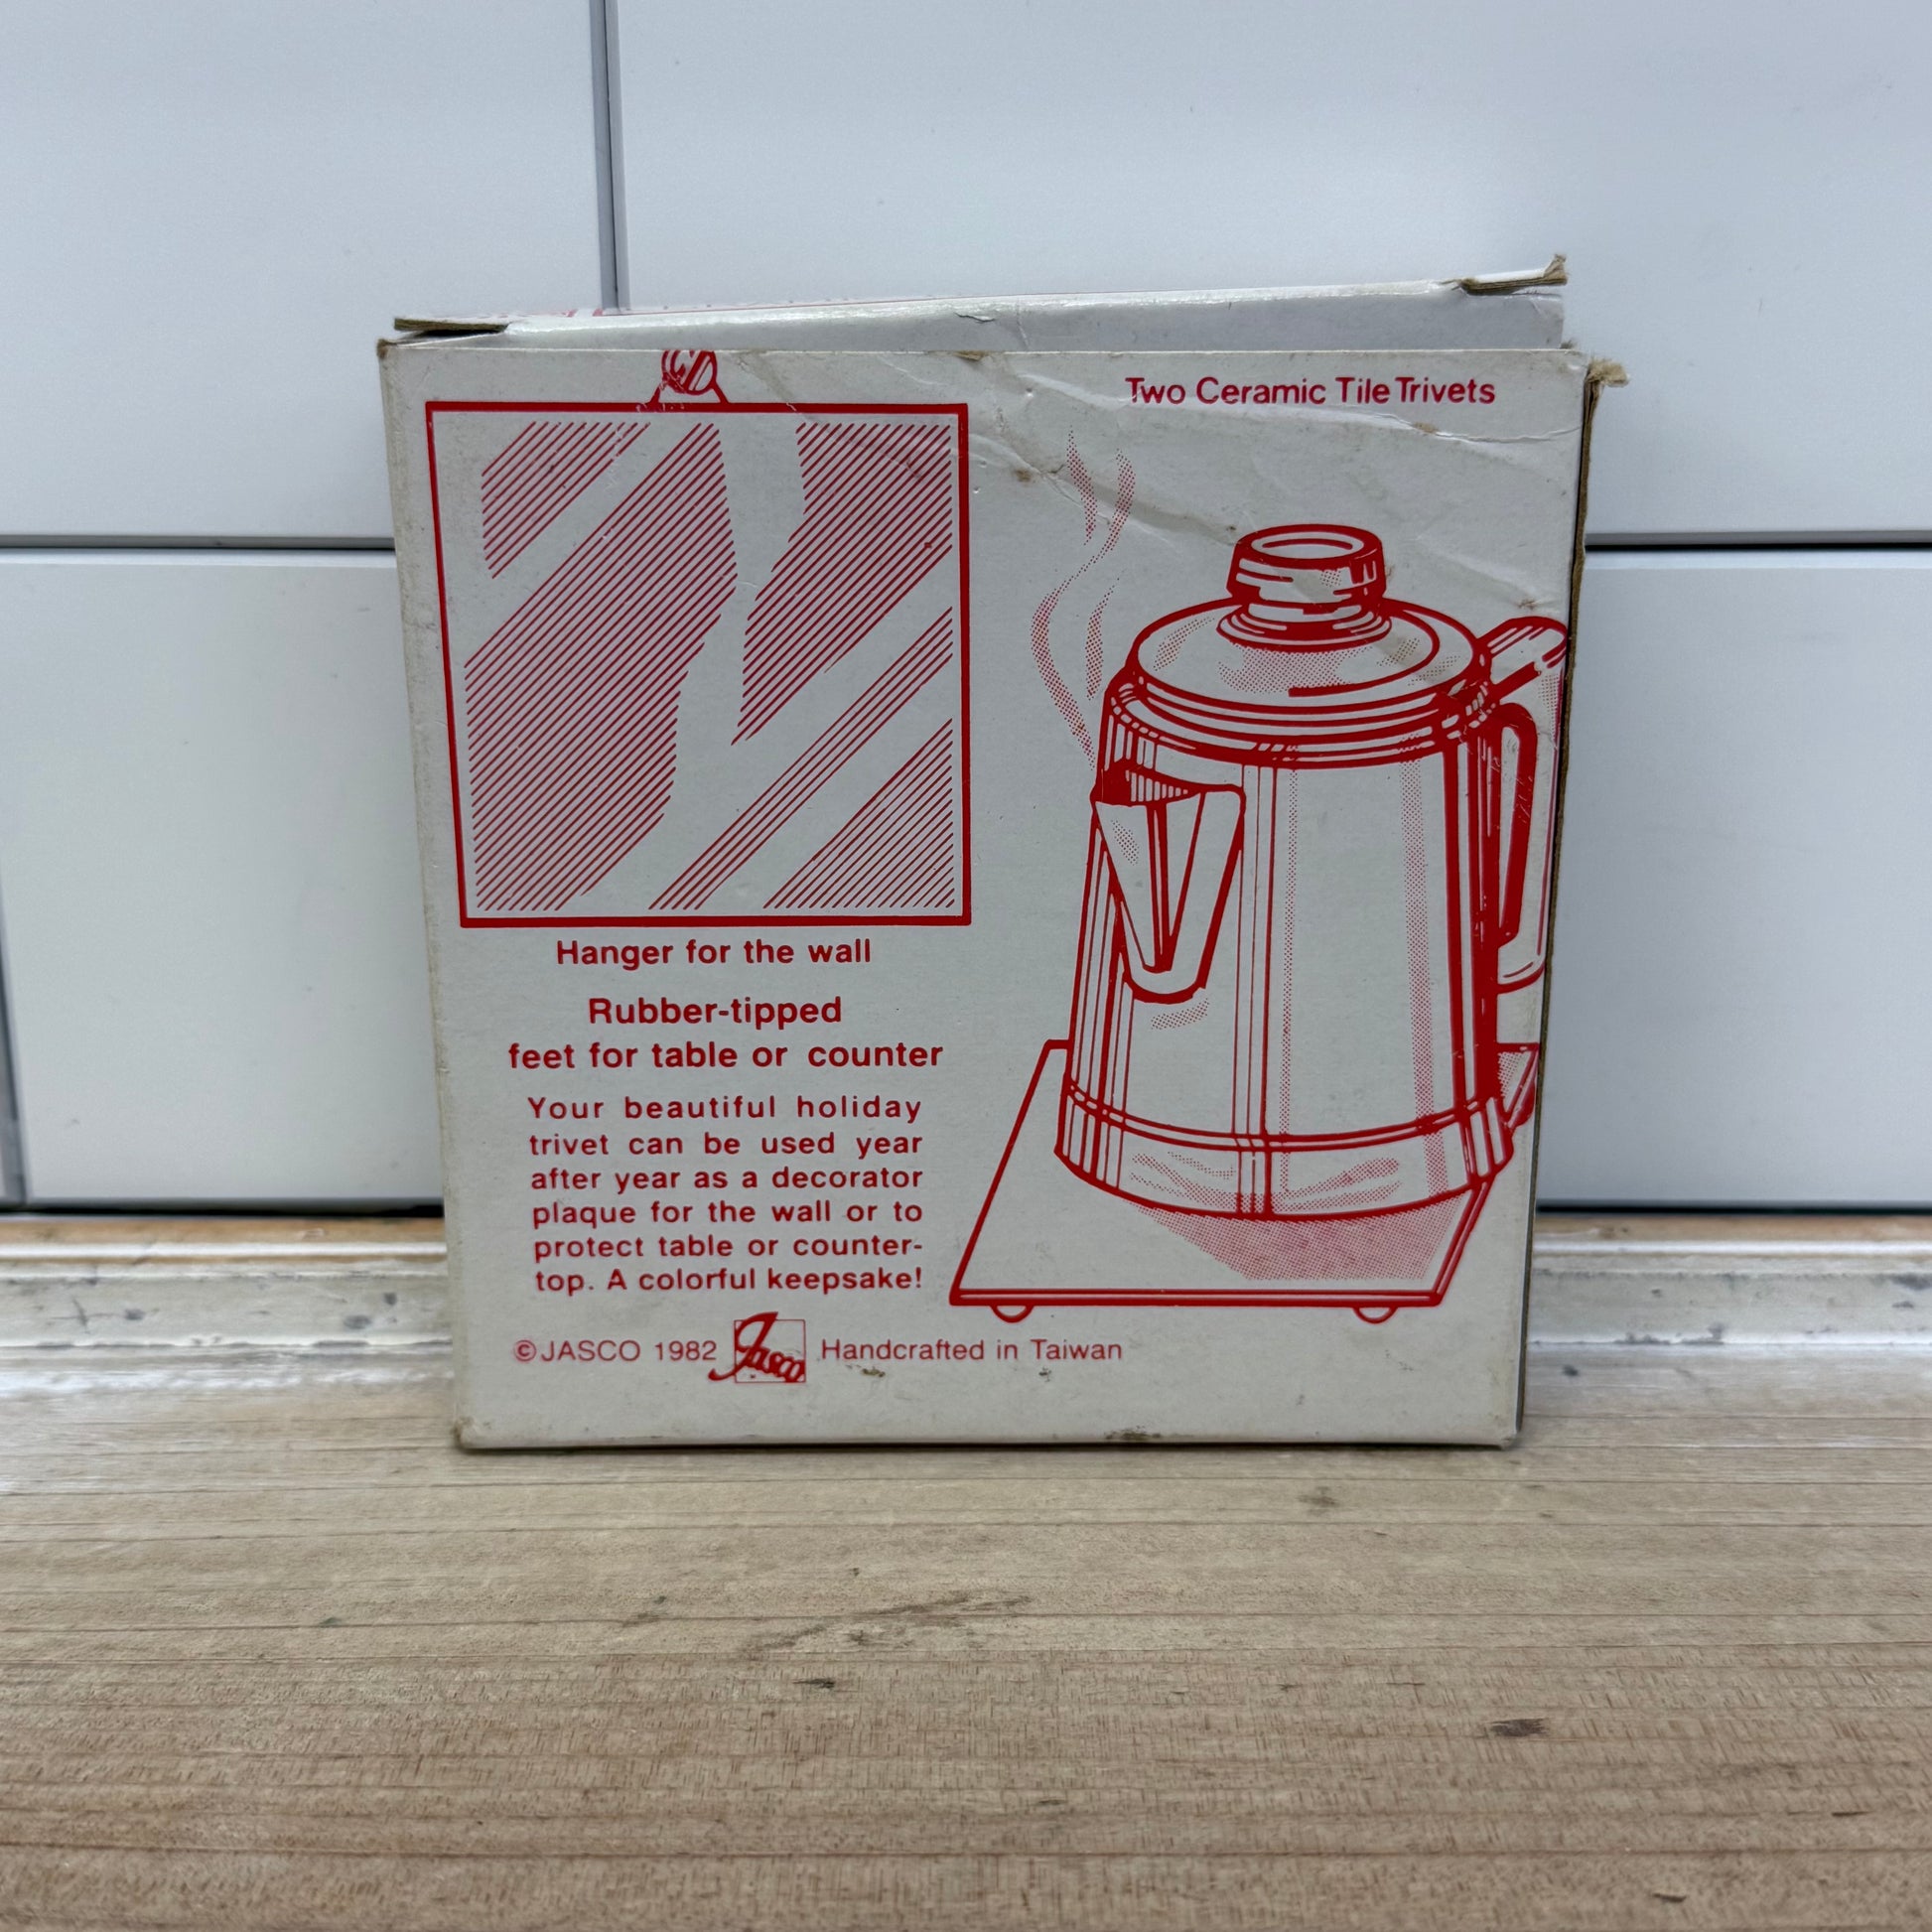 Two Ceramic Tile Trivets
Hanger for the wall
Rubber-tipped
feet for table or counter
Your beautiful holiday
trivet can be used year
after year as a decorator
plaque for the wall or to
protect table or counter-
top. A colorful keepsake!
©JASCO 1982 Jasco Handcrafted in Taiwan